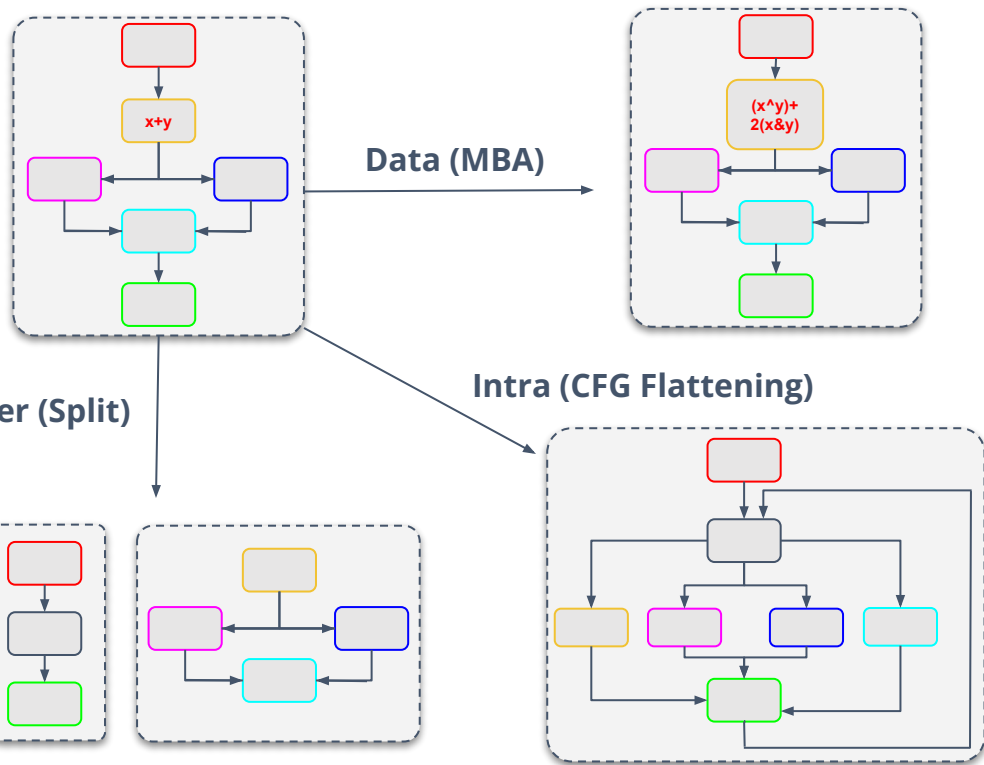 x+y
(x^y)+
2(x&y)
Data (MBA)
Intra (CFG Flattening)
er (Split)